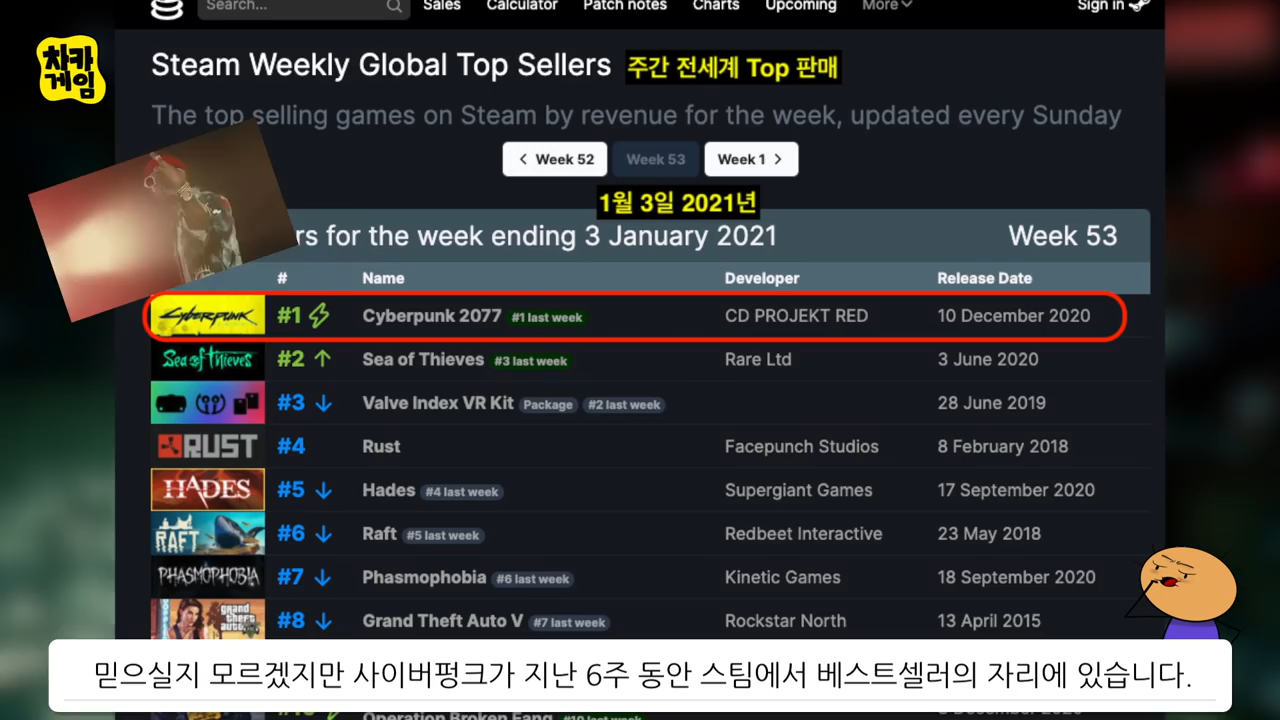 Search...
Sales
Calculator
Patch notes
Charts
Upcoming
More
Sign in
차카
게임
Steam Weekly Global Top Sellers
주간 전세계 Top 판매
The top selling games on Steam by revenue for the week, updated every Sunday
Week 52
Week 53
Week 1
1월 3일 2021년
rs for the week ending 3 January 2021
Week 53
# Name Developer Release Date
Cyberpunk #1 Cyberpunk 2077 #1 last week CD PROJEKT RED 10 December 2020
Sea of Thieves #2 Sea of Thieves #3 last week Rare Ltd 3 June 2020
#3 Valve Index VR Kit Package #2 last week 28 June 2019
RUST #4 Rust Facepunch Studios 8 February 2018
HADES #5 Hades #4 last week Supergiant Games 17 September 2020
RAFT #6 Raft #5 last week Redbeet Interactive 23 May 2018
PHASMOPHOBIA #7 Phasmophobia #6 last week Kinetic Games 18 September 2020
grand theft auto #8 Grand Theft Auto V #7 last week Rockstar North 13 April 2015
믿으실지 모르겠지만 사이버펑크가 지난 6주 동안 스팀에서 베스트셀러의 자리에 있습니다.
Operation Broken Fang